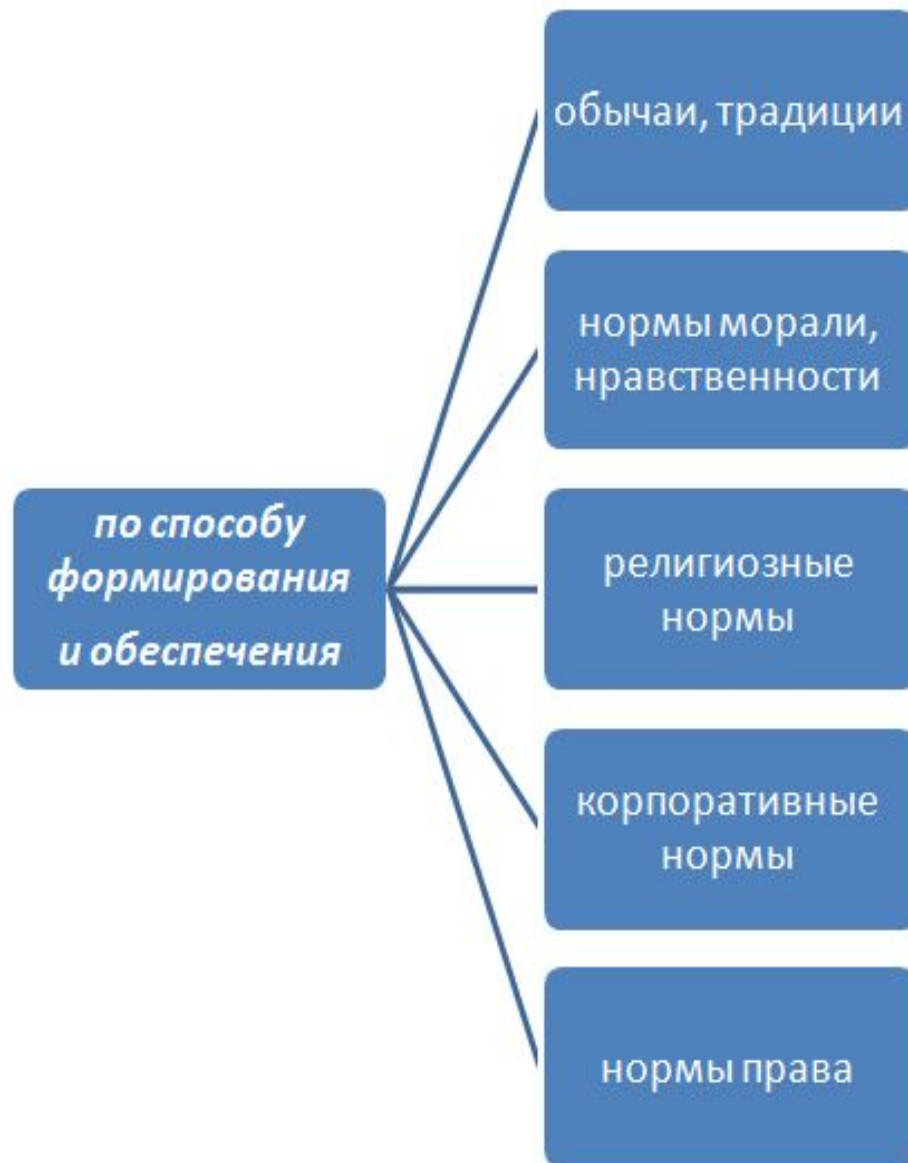 обычаи, традиции
нормы морали,
нравственности
по способу
формирования
и обеспечения
религиозные
нормы
корпоративные
нормы
нормы права